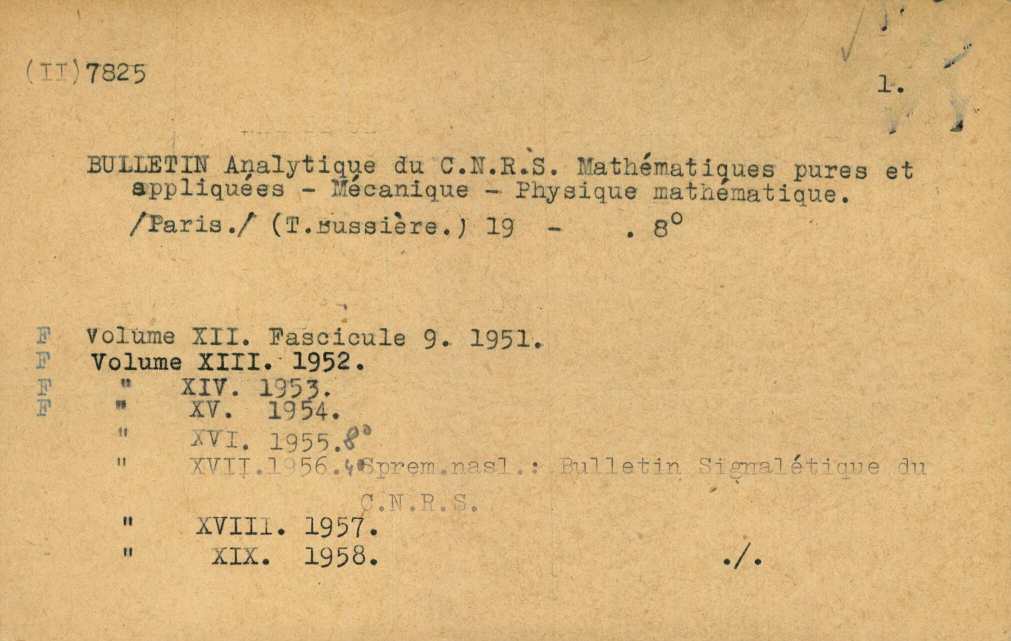 (II)7825
1.
BULLETIN Analytique du C.N.R.S. Mathématiques pures et
appliquées - Mécanique - Physique mathématique.
/Paris./ (T.Bussière.) 19 - . 8°
F Volume XII. Fascicule 9. 1951.
F Volume XIII. 1952.
F " XIV. 1953.
F " XV. 1954.
" XVI. 1955. 8°
" XVII.1956. 4° Sprem.nasl.: Bulletin Signalétique du
C.N.R.S.
" XVIII. 1957.
" XIX. 1958. ./.